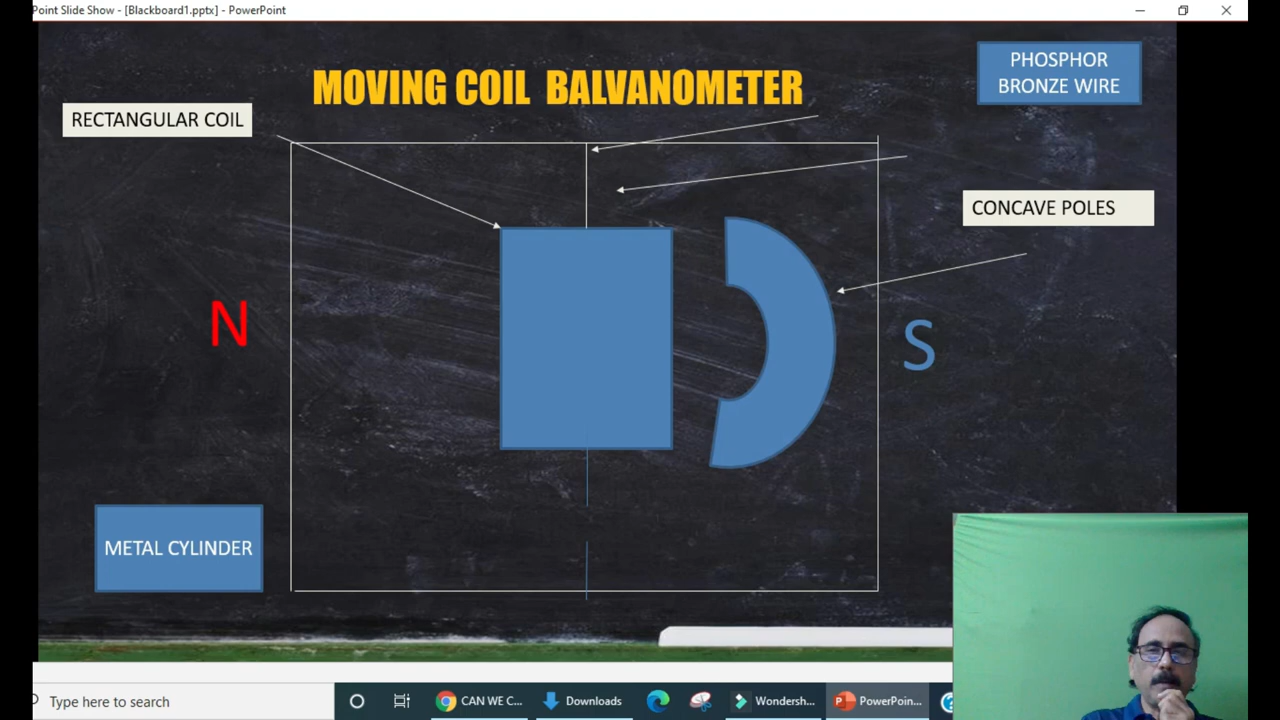 Point Slide Show - [Blackboard1.pptx] - PowerPoint
PHOSPHOR
BRONZE WIRE
MOVING COIL BALVANOMETER
RECTANGULAR COIL
CONCAVE POLES
N
S
METAL CYLINDER
Type here to search
CAN WE C...
Downloads
Wondersh...
PowerPoin...